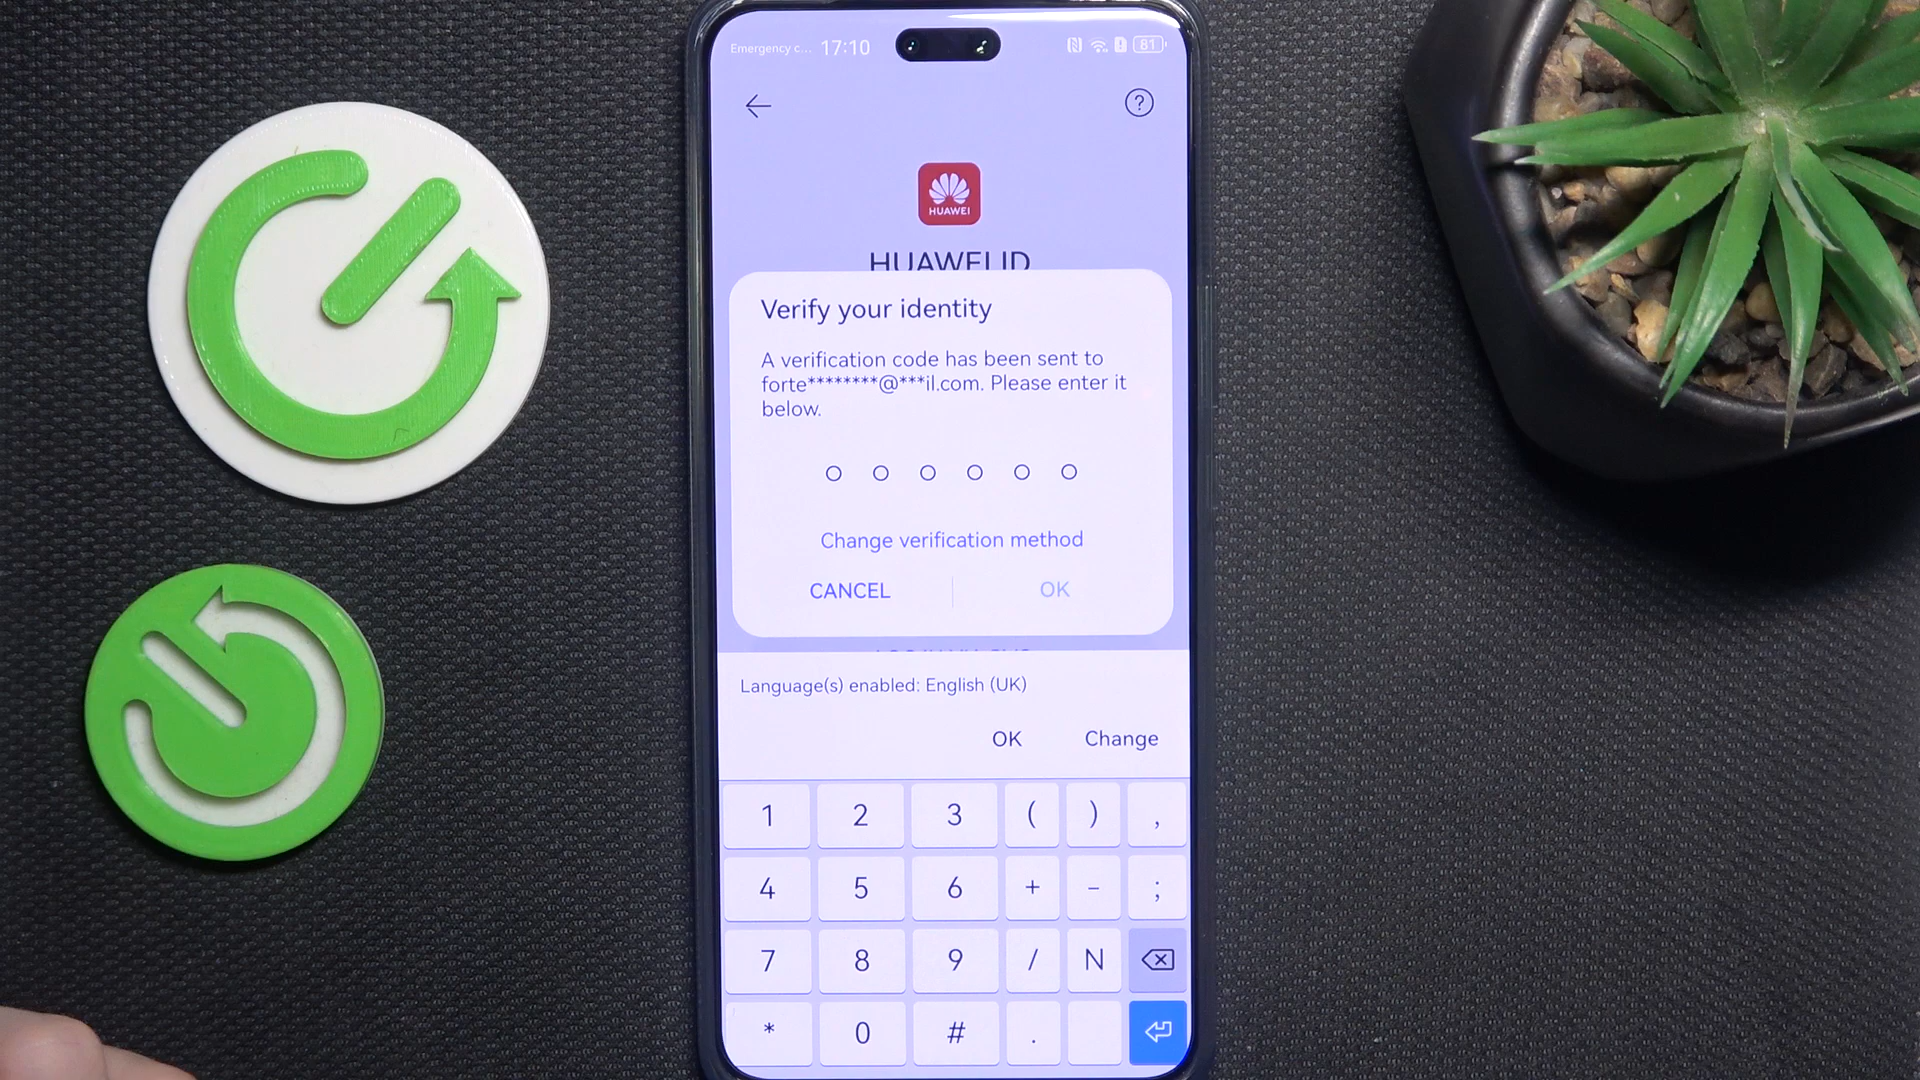 Emergency c... 17:10 81
?
HUAWEI
HUAWEI ID
Verify your identity
A verification code has been sent to
forte********@***il.com. Please enter it
below.
Change verification method
CANCEL OK
Language(s) enabled: English (UK)
OK Change
1 2 3 ( ) ,
4 5 6 + - ;
7 8 9 / N
* 0 # .